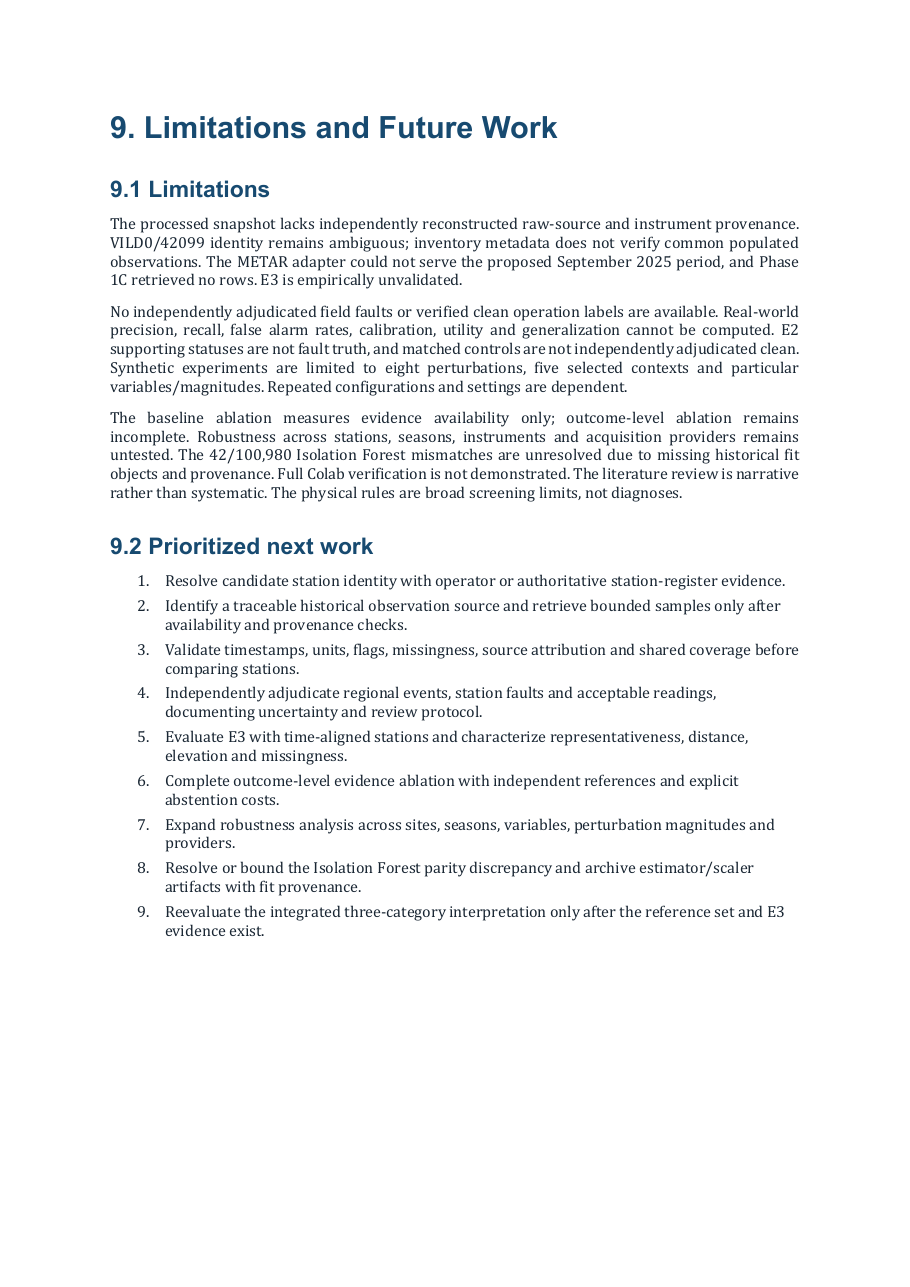 9. Limitations and Future Work
9.1 Limitations
The processed snapshot lacks independently reconstructed raw-source and instrument provenance.
VILD0/42099 identity remains ambiguous; inventory metadata does not verify common populated
observations. The METAR adapter could not serve the proposed September 2025 period, and Phase
1C retrieved no rows. E3 is empirically unvalidated.
No independently adjudicated field faults or verified clean operation labels are available. Real-world
precision, recall, false alarm rates, calibration, utility and generalization cannot be computed. E2
supporting statuses are not fault truth, and matched controls are not independently adjudicated clean.
Synthetic experiments are limited to eight perturbations, five selected contexts and particular
variables/magnitudes. Repeated configurations and settings are dependent.
The baseline ablation measures evidence availability only; outcome-level ablation remains
incomplete. Robustness across stations, seasons, instruments and acquisition providers remains
untested. The 42/100,980 Isolation Forest mismatches are unresolved due to missing historical fit
objects and provenance. Full Colab verification is not demonstrated. The literature review is narrative
rather than systematic. The physical rules are broad screening limits, not diagnoses.
9.2 Prioritized next work
1. Resolve candidate station identity with operator or authoritative station-register evidence.
2. Identify a traceable historical observation source and retrieve bounded samples only after
availability and provenance checks.
3. Validate timestamps, units, flags, missingness, source attribution and shared coverage before
comparing stations.
4. Independently adjudicate regional events, station faults and acceptable readings,
documenting uncertainty and review protocol.
5. Evaluate E3 with time-aligned stations and characterize representativeness, distance,
elevation and missingness.
6. Complete outcome-level evidence ablation with independent references and explicit
abstention costs.
7. Expand robustness analysis across sites, seasons, variables, perturbation magnitudes and
providers.
8. Resolve or bound the Isolation Forest parity discrepancy and archive estimator/scaler
artifacts with fit provenance.
9. Reevaluate the integrated three-category interpretation only after the reference set and E3
evidence exist.